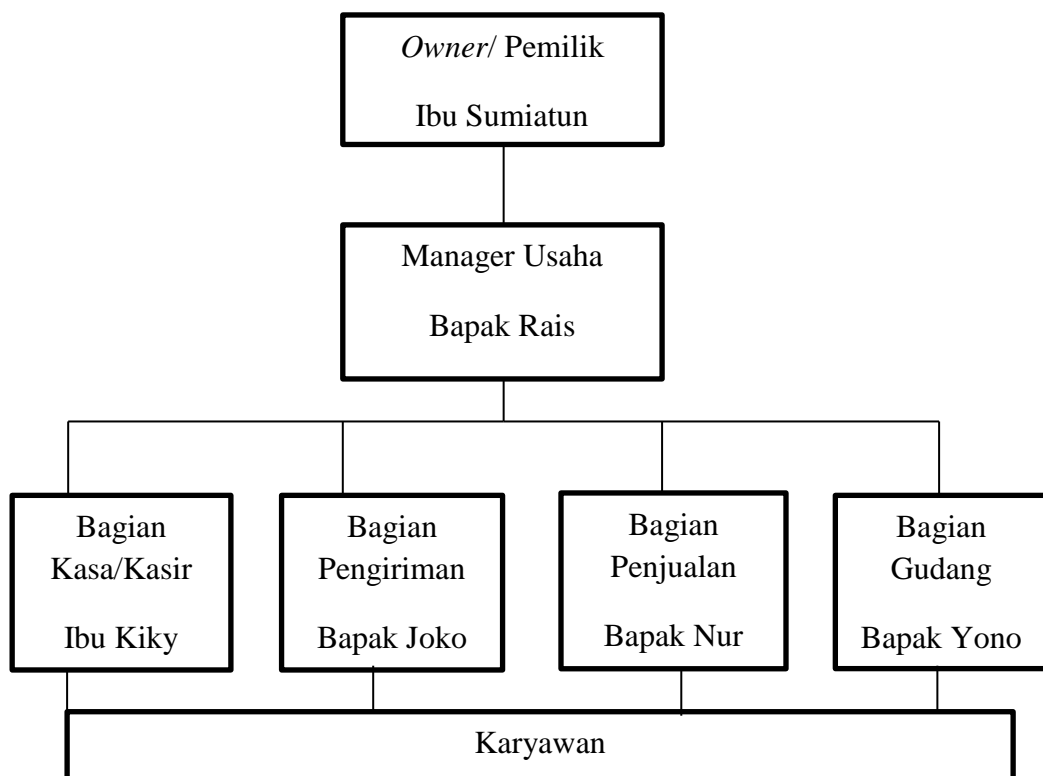 Owner/ Pemilik
Ibu Sumiatun
Manager Usaha
Bapak Rais
Bagian
Kasa/Kasir
Ibu Kiky
Bagian
Pengiriman
Bapak Joko
Bagian
Penjualan
Bapak Nur
Bagian
Gudang
Bapak Yono
Karyawan